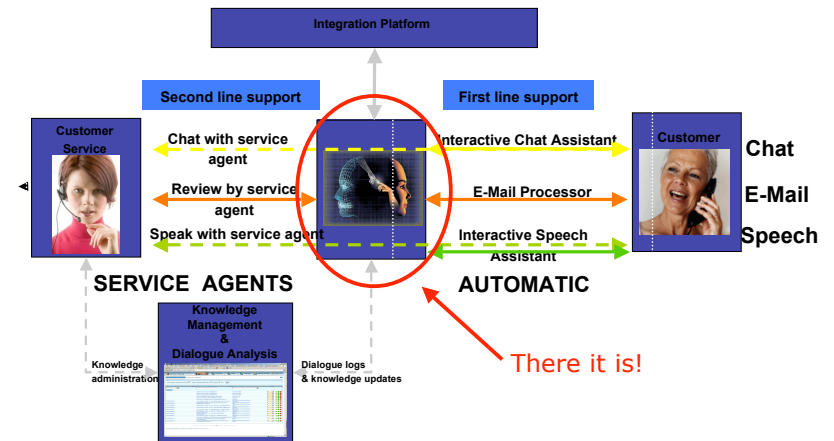 Integration Platform
Second line support
First line support
Customer
Service
Chat with service
agent
Interactive Chat Assistant
Customer
Chat
Review by service
agent
E-Mail Processor
E-Mail
Speak with service agent
Interactive Speech
Assistant
Speech
SERVICE AGENTS
AUTOMATIC
Knowledge
Management
&
Dialogue Analysis
Knowledge
administration
Dialogue logs
& knowledge updates
There it is!